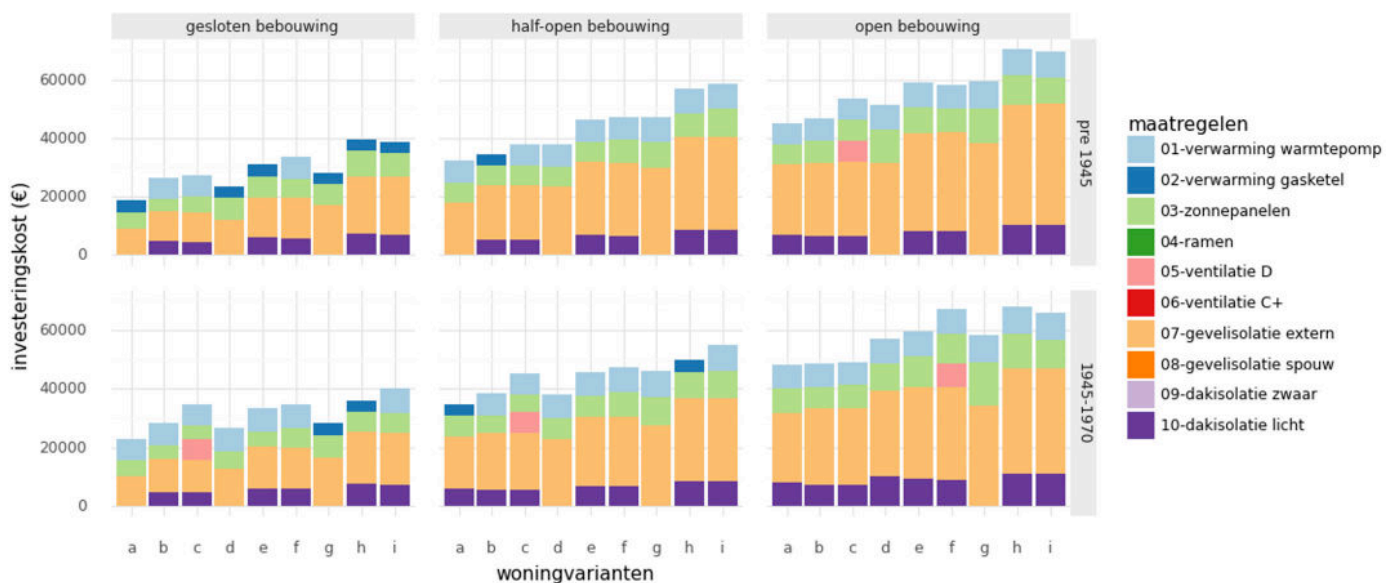 gesloten bebouwing
half-open bebouwing
open bebouwing
60000
40000
20000
0
pre 1945
60000
40000
20000
0
1945-1970
investeringskost (€)
a b c d e f g h i
a b c d e f g h i
a b c d e f g h i
woningvarianten
maatregelen
01-verwarming warmtepomp
02-verwarming gasketel
03-zonnepanelen
04-ramen
05-ventilatie D
06-ventilatie C+
07-gevelisolatie extern
08-gevelisolatie spouw
09-dakisolatie zwaar
10-dakisolatie licht